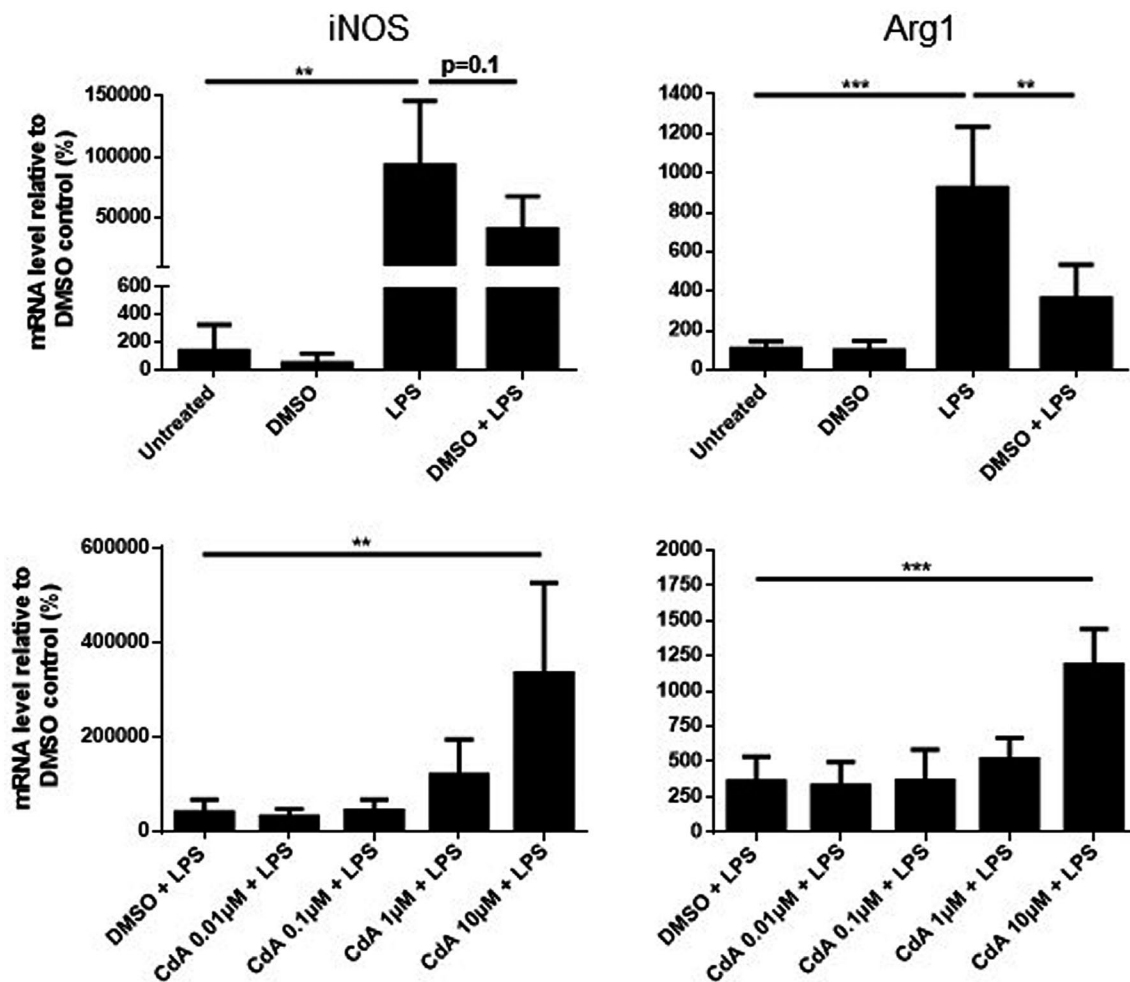 iNOS
Arg1
mRNA level relative to
DMSO control (%)
**
p=0.1
150000
100000
50000
600
400
200
0
Untreated
DMSO
LPS
DMSO + LPS
***
**
1400
1200
1000
800
600
400
200
0
Untreated
DMSO
LPS
DMSO + LPS
mRNA level relative to
DMSO control (%)
**
600000
400000
200000
0
DMSO + LPS
CdA 0.01µM + LPS
CdA 0.1µM + LPS
CdA 1µM + LPS
CdA 10µM + LPS
***
2000
1750
1500
1250
1000
750
500
250
0
DMSO + LPS
CdA 0.01µM + LPS
CdA 0.1µM + LPS
CdA 1µM + LPS
CdA 10µM + LPS